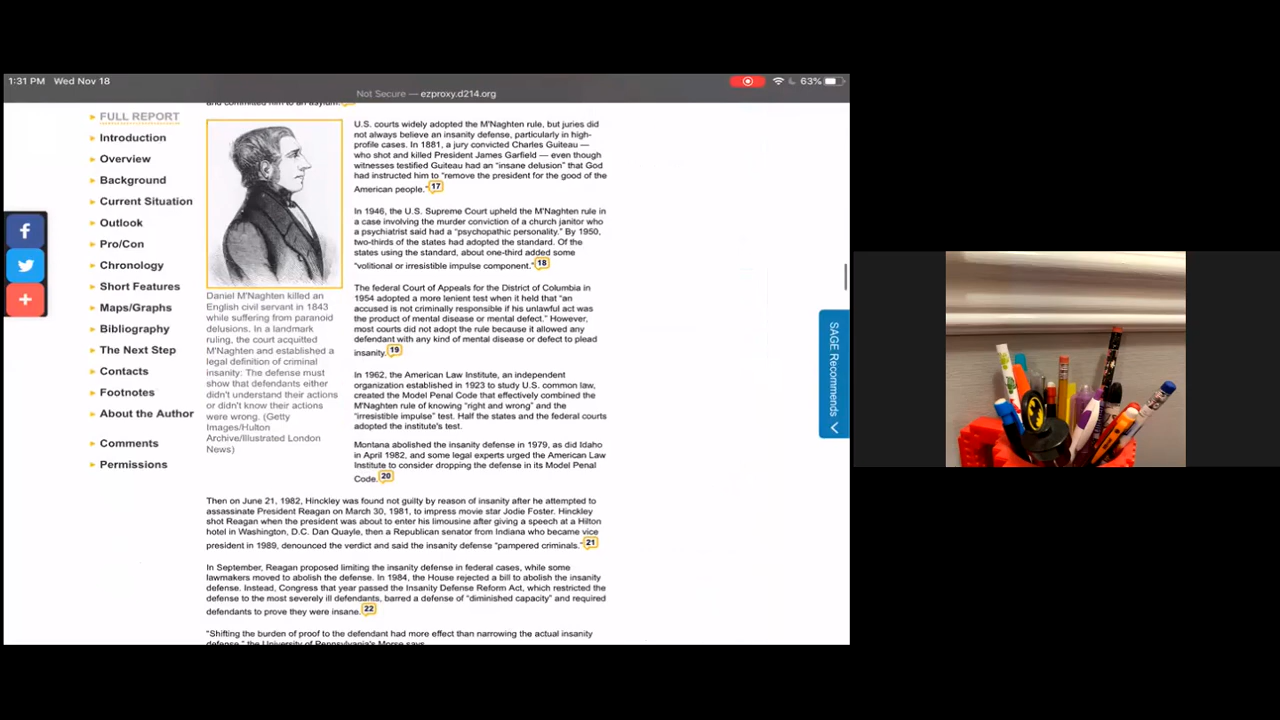 1:31 PM Wed Nov 18
63%
Not Secure — ezproxy.d214.org
FULL REPORT
Introduction
Overview
Background
Current Situation
Outlook
Pro/Con
Chronology
Short Features
Maps/Graphs
Bibliography
The Next Step
Contacts
Footnotes
About the Author
Comments
Permissions
and committed him to an asylum.
Daniel M'Naghten killed an
English civil servant in 1843
while suffering from paranoid
delusions. In a landmark
ruling, the court acquitted
M'Naghten and established a
legal definition of criminal
insanity: The defense must
show that defendants either
didn't understand their actions
or didn't know their actions
were wrong. (Getty
Images/Hulton
Archive/Illustrated London
News)
U.S. courts widely adopted the M'Naghten rule, but juries did
not always believe an insanity defense, particularly in high-
profile cases. In 1881, a jury convicted Charles Guiteau —
who shot and killed President James Garfield — even though
witnesses testified Guiteau had an "insane delusion" that God
had instructed him to "remove the president for the good of the
American people." 17
In 1946, the U.S. Supreme Court upheld the M'Naghten rule in
a case involving the murder conviction of a church janitor who
a psychiatrist said had a "psychopathic personality." By 1950,
two-thirds of the states had adopted the standard. Of the
states using the standard, about one-third added some
"volitional or irresistible impulse component." 18
The federal Court of Appeals for the District of Columbia in
1954 adopted a more lenient test when it held that "an
accused is not criminally responsible if his unlawful act was
the product of mental disease or mental defect." However,
most courts did not adopt the rule because it allowed any
defendant with any kind of mental disease or defect to plead
insanity. 19
In 1962, the American Law Institute, an independent
organization established in 1923 to study U.S. common law,
created the Model Penal Code that effectively combined the
M'Naghten rule of knowing "right and wrong" and the
"irresistible impulse" test. Half the states and the federal courts
adopted the institute's test.
Montana abolished the insanity defense in 1979, as did Idaho
in April 1982, and some legal experts urged the American Law
Institute to consider dropping the defense in its Model Penal
Code. 20
Then on June 21, 1982, Hinckley was found not guilty by reason of insanity after he attempted to
assassinate President Reagan on March 30, 1981, to impress movie star Jodie Foster. Hinckley
shot Reagan when the president was about to enter his limousine after giving a speech at a Hilton
hotel in Washington, D.C. Dan Quayle, then a Republican senator from Indiana who became vice
president in 1989, denounced the verdict and said the insanity defense "pampered criminals." 21
In September, Reagan proposed limiting the insanity defense in federal cases, while some
lawmakers moved to abolish the defense. In 1984, the House rejected a bill to abolish the insanity
defense. Instead, Congress that year passed the Insanity Defense Reform Act, which restricted the
defense to the most severely ill defendants, barred a defense of "diminished capacity" and required
defendants to prove they were insane. 22
"Shifting the burden of proof to the defendant had more effect than narrowing the actual insanity
defense," the University of Pennsylvania's Morse says.
SAGE Recommends